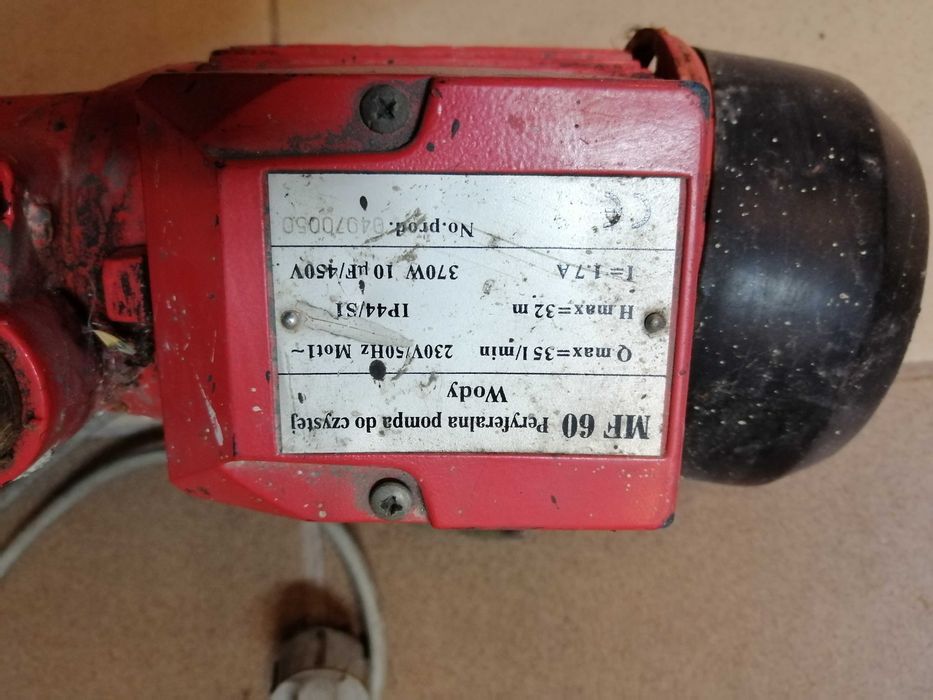 MF 60 Peryferalna pompa do czystej
Wody
Q max=35 l/min 230V/50Hz Mot1~
H max=32 m IP44/S1
I=1.7A 370W 10 µF/450V
No.prod. 04070050
CE